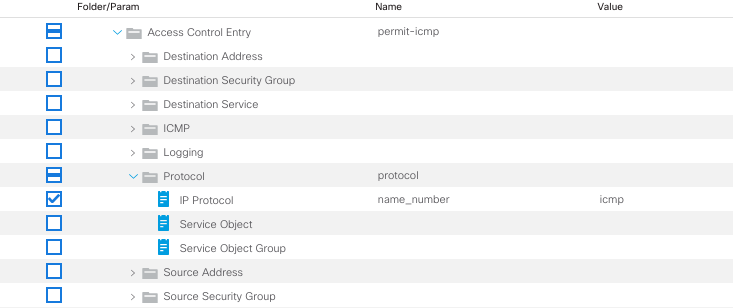 Folder/Param Name Value
Access Control Entry permit-icmp
Destination Address
Destination Security Group
Destination Service
ICMP
Logging
Protocol protocol
IP Protocol name_number icmp
Service Object
Service Object Group
Source Address
Source Security Group